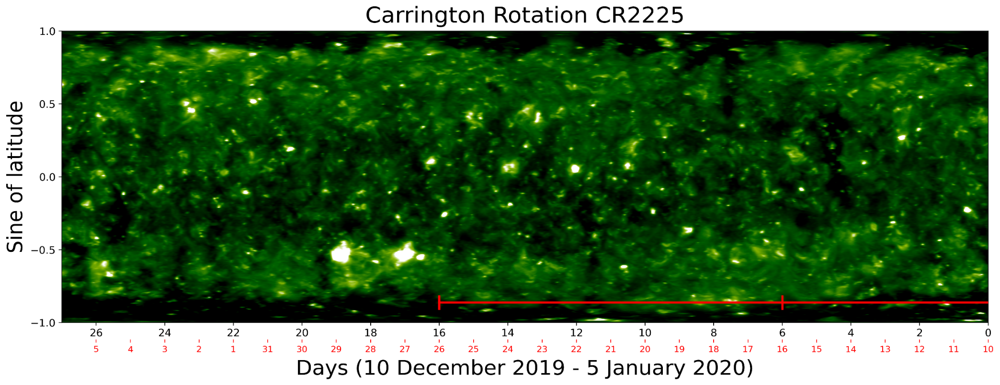 Carrington Rotation CR2225
1.0
0.5
0.0
−0.5
−1.0
Sine of latitude
26 24 22 20 18 16 14 12 10 8 6 4 2 0
5 4 3 2 1 31 30 29 28 27 26 25 24 23 22 21 20 19 18 17 16 15 14 13 12 11 10
Days (10 December 2019 - 5 January 2020)